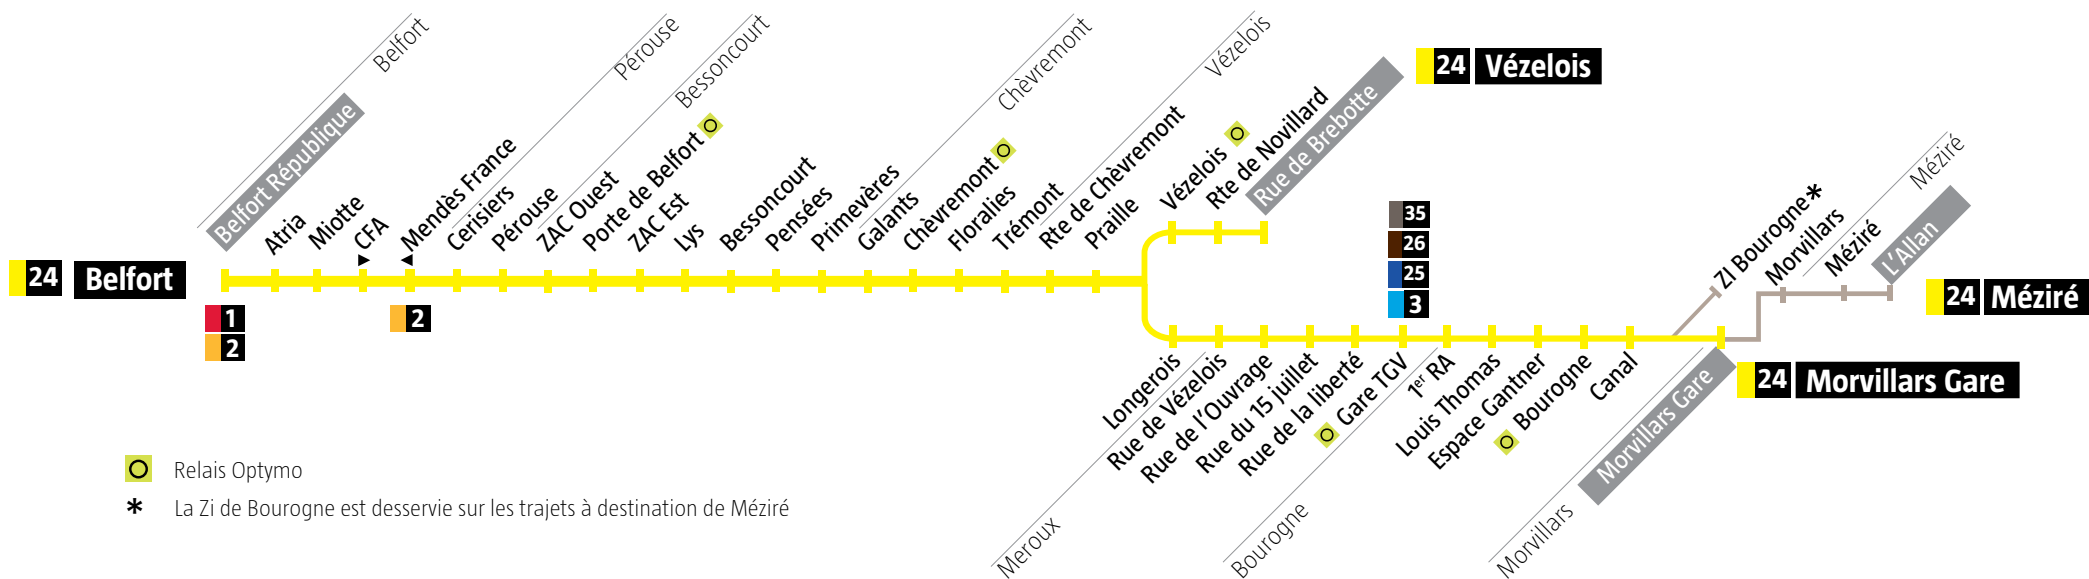 24 Belfort
Belfort
Pérouse
Bessoncourt
Chèvremont
Vézelois
Belfort République
Atria
Miotte
CFA
Mendès France
Cerisiers
Pérouse
ZAC Ouest
Porte de Belfort
ZAC Est
Lys
Bessoncourt
Pensées
Primevères
Galants
Chèvremont
Floralies
Trémont
Rte de Chèvremont
Praille
Vézelois
Rte de Novillard
Rue de Brebotte
24 Vézelois
1
2
2
35
26
25
3
Longerois
Rue de Vézelois
Rue de l'Ouvrage
Rue du 15 juillet
Rue de la liberté
Gare TGV
1er RA
Louis Thomas
Espace Gantner
Bourogne
Canal
Morvillars Gare
24 Morvillars Gare
Meroux
Bourogne
Morvillars
ZI Bourogne*
Morvillars
Méziré
L'Allan
Méziré
24 Méziré
Relais Optymo
* La Zi de Bourogne est desservie sur les trajets à destination de Méziré